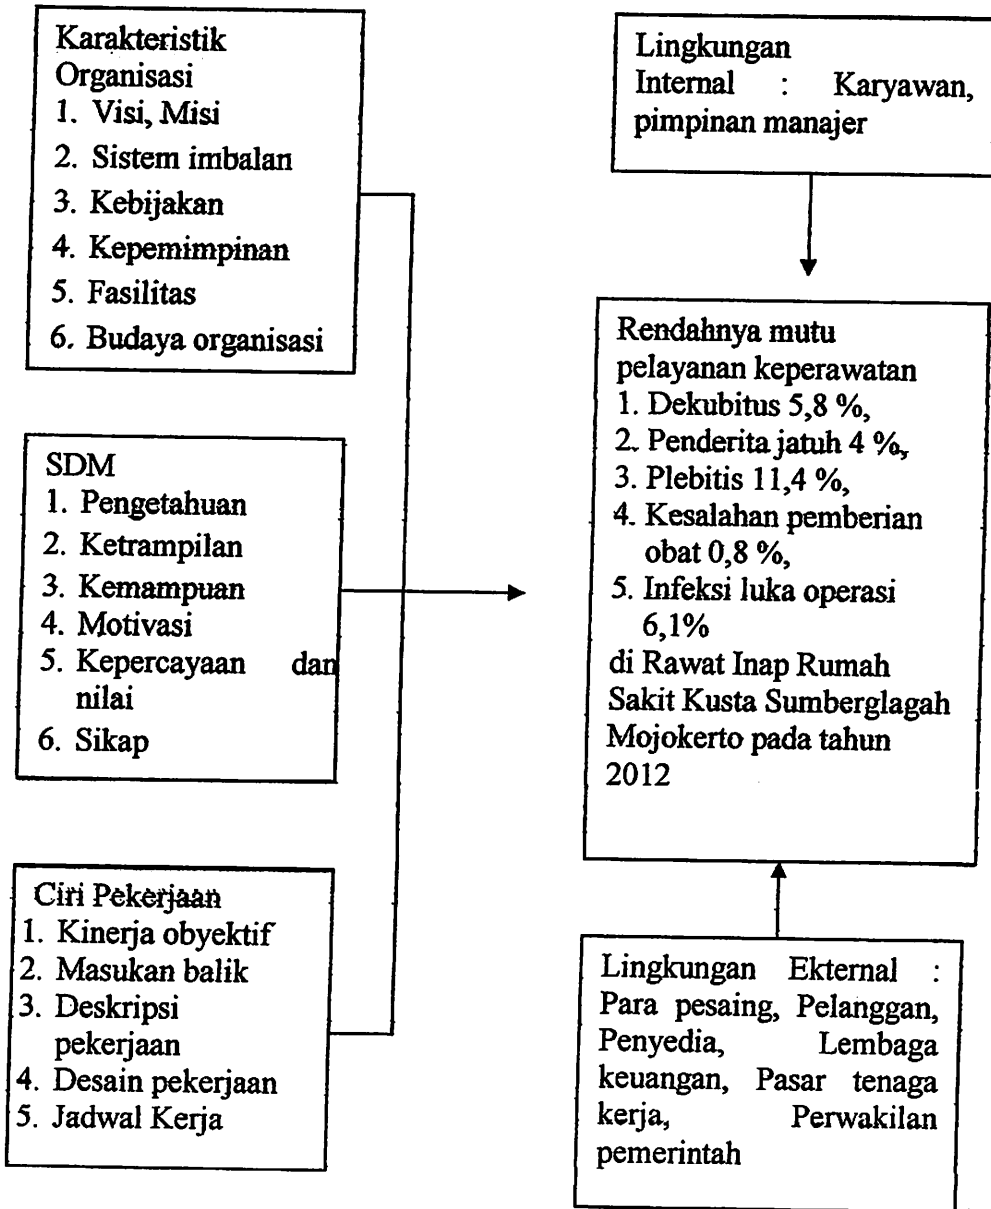 Karakteristik
Organisasi
1. Visi, Misi
2. Sistem imbalan
3. Kebijakan
4. Kepemimpinan
5. Fasilitas
6. Budaya organisasi
SDM
1. Pengetahuan
2. Ketrampilan
3. Kemampuan
4. Motivasi
5. Kepercayaan dan
nilai
6. Sikap
Ciri Pekerjaan
1. Kinerja obyektif
2. Masukan balik
3. Deskripsi
pekerjaan
4. Desain pekerjaan
5. Jadwal Kerja
Lingkungan
Internal : Karyawan,
pimpinan manajer
Rendahnya mutu
pelayanan keperawatan
1. Dekubitus 5,8 %,
2. Penderita jatuh 4 %,
3. Plebitis 11,4 %,
4. Kesalahan pemberian
obat 0,8 %,
5. Infeksi luka operasi
6,1%
di Rawat Inap Rumah
Sakit Kusta Sumberglagah
Mojokerto pada tahun
2012
Lingkungan Ekternal :
Para pesaing, Pelanggan,
Penyedia, Lembaga
keuangan, Pasar tenaga
kerja, Perwakilan
pemerintah